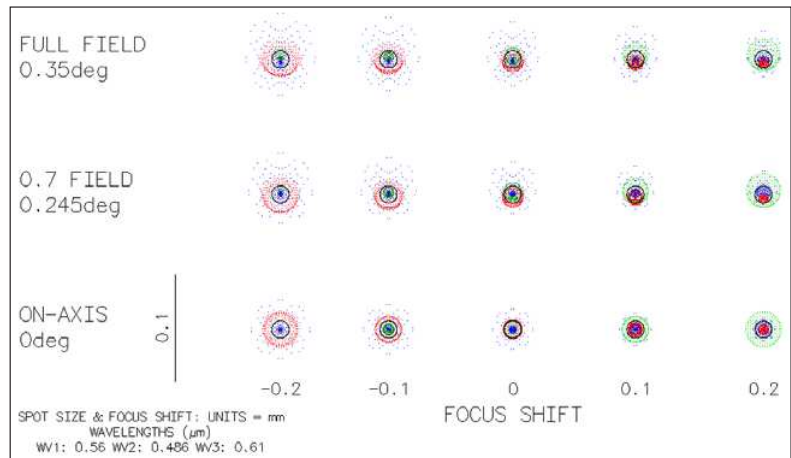 FULL FIELD
0.35deg
0.7 FIELD
0.245deg
ON-AXIS
0deg
0.1
-0.2 -0.1 0 0.1 0.2
FOCUS SHIFT
SPOT SIZE & FOCUS SHIFT: UNITS = mm
WAVELENGTHS (µm)
WV1: 0.56 WV2: 0.486 WV3: 0.61